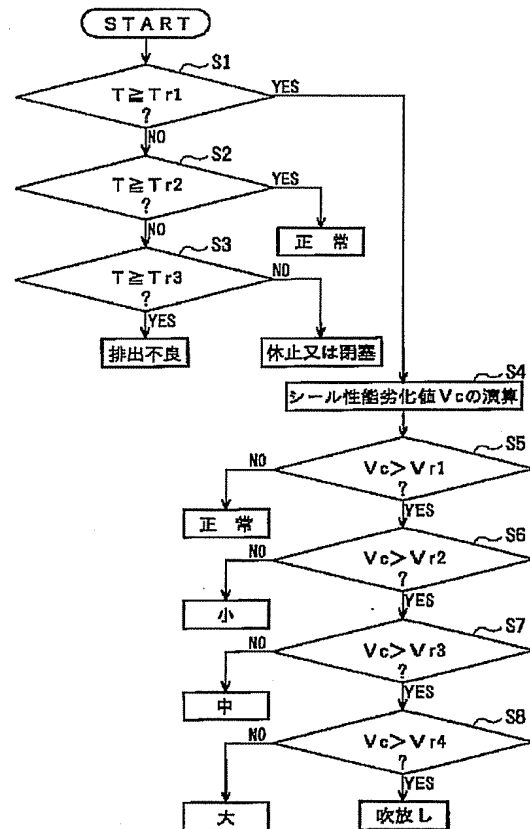 START
S1
T≧Tr1
?
YES
NO
S2
T≧Tr2
?
YES
NO
正 常
S3
T≧Tr3
?
NO
YES
排出不良
休止又は閉塞
S4
シール性能劣化値Vcの演算
S5
Vc>Vr1
?
NO
YES
正 常
S6
Vc>Vr2
?
NO
YES
小
S7
Vc>Vr3
?
NO
YES
中
S8
Vc>Vr4
?
NO
YES
大
吹放し